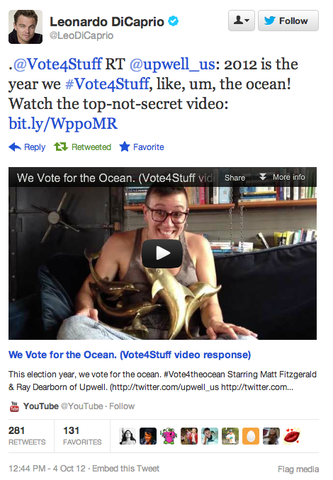 Leonardo DiCaprio
@LeoDiCaprio
Follow
.@Vote4Stuff RT @upwell_us: 2012 is the
year we #Vote4Stuff, like, um, the ocean!
Watch the top-not-secret video:
bit.ly/WppoMR
Reply Retweeted Favorite
We Vote for the Ocean. (Vote4Stuff vid Share More info
We Vote for the Ocean. (Vote4Stuff video response)
This election year, we vote for the ocean. #Vote4theocean Starring Matt Fitzgerald
& Ray Dearborn of Upwell. (http://twitter.com/upwell_us http://twitter.com...
YouTube @YouTube · Follow
281 131
RETWEETS FAVORITES
12:44 PM - 4 Oct 12 · Embed this Tweet Flag media